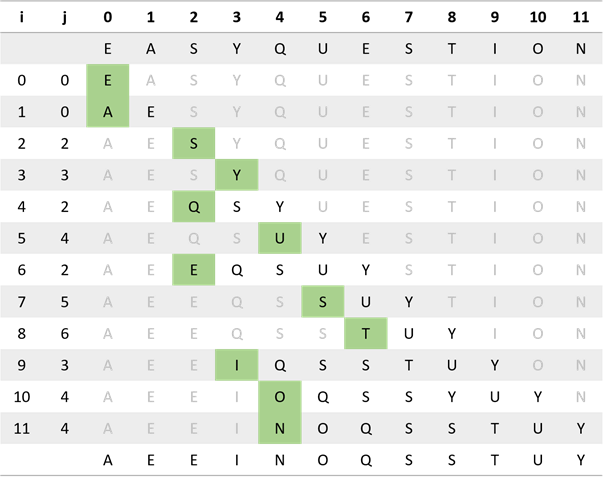 i j 0 1 2 3 4 5 6 7 8 9 10 11
E A S Y Q U E S T I O N
0 0 E A S Y Q U E S T I O N
1 0 A E S Y Q U E S T I O N
2 2 A E S Y Q U E S T I O N
3 3 A E S Y Q U E S T I O N
4 2 A E Q S Y U E S T I O N
5 4 A E Q S U Y E S T I O N
6 2 A E E Q S U Y S T I O N
7 5 A E E Q S S U Y T I O N
8 6 A E E Q S S T U Y I O N
9 3 A E E I Q S S T U Y O N
10 4 A E E I O Q S S Y U Y N
11 4 A E E I N O Q S S T U Y
A E E I N O Q S S T U Y